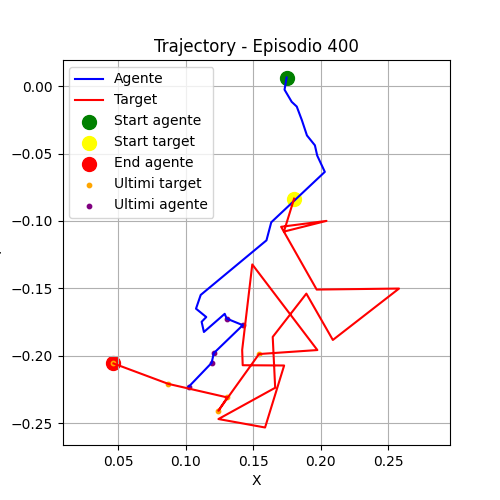 Trajectory - Episodio 400
Agente
Target
Start agente
Start target
End agente
Ultimi target
Ultimi agente
0.00
−0.05
−0.10
−0.15
−0.20
−0.25
0.05
0.10
0.15
0.20
0.25
X